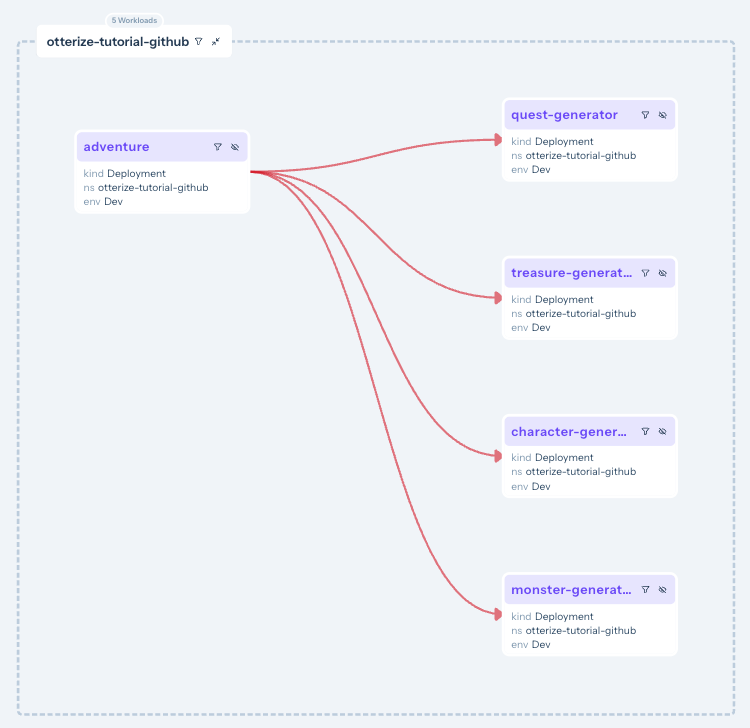 5 Workloads
otterize-tutorial-github
adventure
kind Deployment
ns otterize-tutorial-github
env Dev
quest-generator
kind Deployment
ns otterize-tutorial-github
env Dev
treasure-generat...
kind Deployment
ns otterize-tutorial-github
env Dev
character-gener...
kind Deployment
ns otterize-tutorial-github
env Dev
monster-generat...
kind Deployment
ns otterize-tutorial-github
env Dev